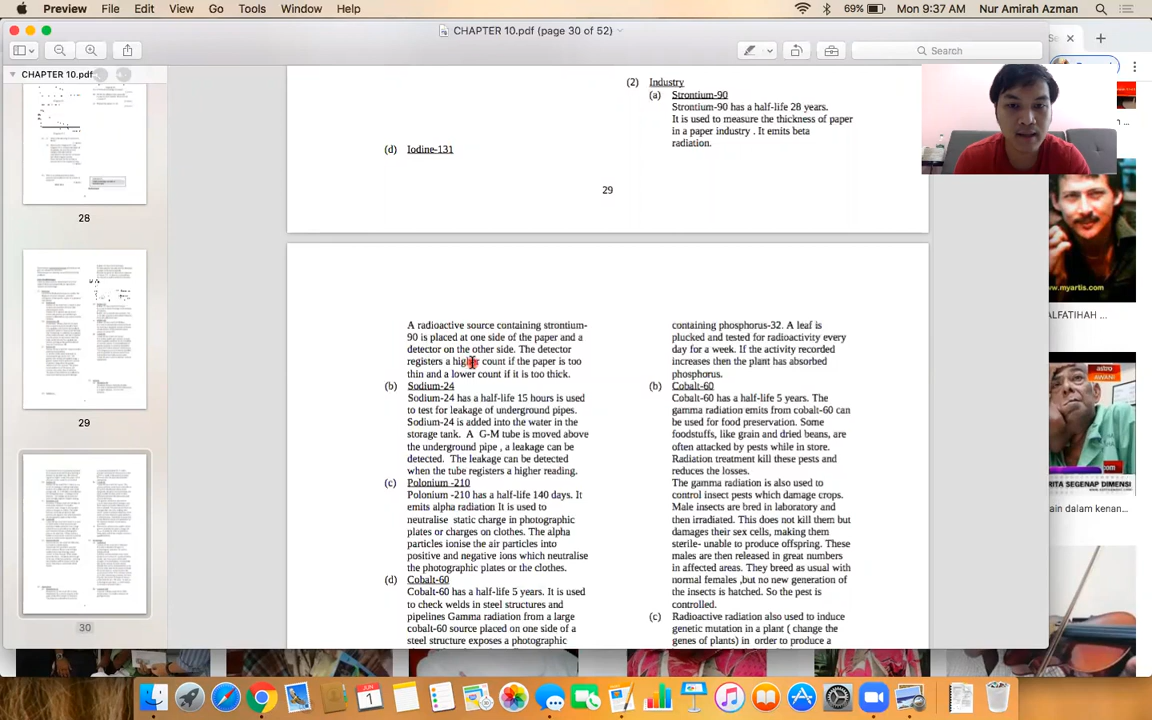 Preview File Edit View Go Tools Window Help
69% Mon 9:37 AM Nur Amirah Azman
CHAPTER 10.pdf (page 30 of 52)
Search
CHAPTER 10.pdf
28
29
30
(d) Iodine-131
(2) Industry
(a) Strontium-90
Strontium-90 has a half-life 28 years.
It is used to measure the thickness of paper
in a paper industry . It emits beta
radiation.
29
A radioactive source containing strontium-
90 is placed at one side of the paper and a
detector on the other side. The detector
registers a higher count if the paper is too
thin and a lower count if it is too thick.
(b) Sodium-24
Sodium-24 has a half-life 15 hours is used
to test for leakage of underground pipes.
Sodium-24 is added into the water in the
storage tank. A G-M tube is moved above
the underground pipe , a leakage can be
detected. The leakage can be detected
when the tube registers a higher reading.
(c) Polonium -210
Polonium -210 has a half-life 140 days. It
emits alpha radiation It is used to
neutralise static charge in photographic
plates or charges on clothes. The alpha
particles ionise the air particles into
positive and negative ions which neutralise
the photographic plates or the clothes.
(d) Cobalt-60
Cobalt-60 has a half-life 5 years. It is used
to check welds in steel structures and
pipelines Gamma radiation from a large
cobalt-60 source placed on one side of a
steel structure exposes a photographic
containing phosphorus-32. A leaf is
plucked and tested for radioactivity every
day for a week. If the activity recorded
increases then the plant has absorbed
phosphorus.
(b) Cobalt-60
Cobalt-60 has a half-life 5 years. The
gamma radiation emits from cobalt-60 can
be used for food preservation. Some
foodstuffs, like grain and dried beans, are
often attacked by pests while in store.
Radiation treatment kill these pests and
reduces the losses.
The gamma radiation is also used to
control insect pests which damage crops.
Male insects are bred in laboratory and
then irradiated. This does not kill them but
damages their sex cells, making them
sterile- unable to produce offspring. These
males are then released in great numbers
in affected areas. They breed as usual with
normal females ,but no new generation of
the insects is hatched. So the pest is
controlled.
(c) Radioactive radiation also used to induce
genetic mutation in a plant ( change the
genes of plants) in order to produce a
www.myartis.com
ALFATIHAH ...
astro
AWANI
RITA SEGENAP DIMENSI
ain dalam kenan...
JUN
1